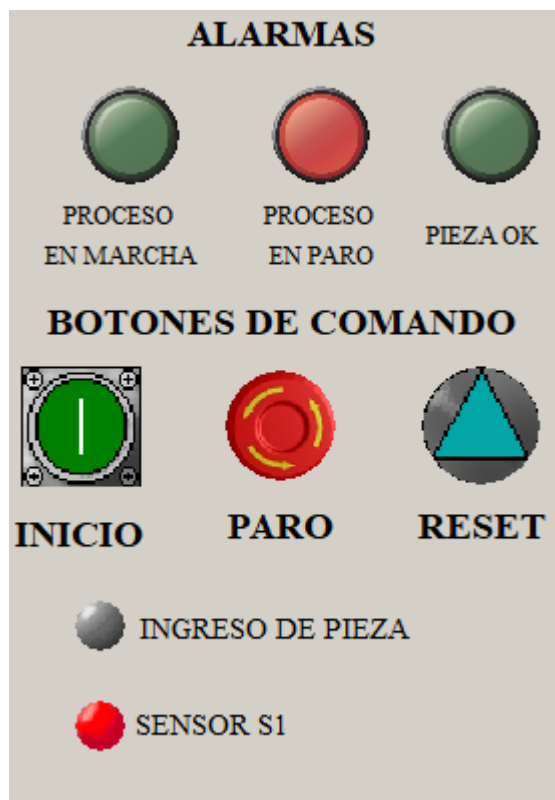 ALARMAS
PROCESO
EN MARCHA
PROCESO
EN PARO
PIEZA OK
BOTONES DE COMANDO
INICIO
PARO
RESET
INGRESO DE PIEZA
SENSOR S1